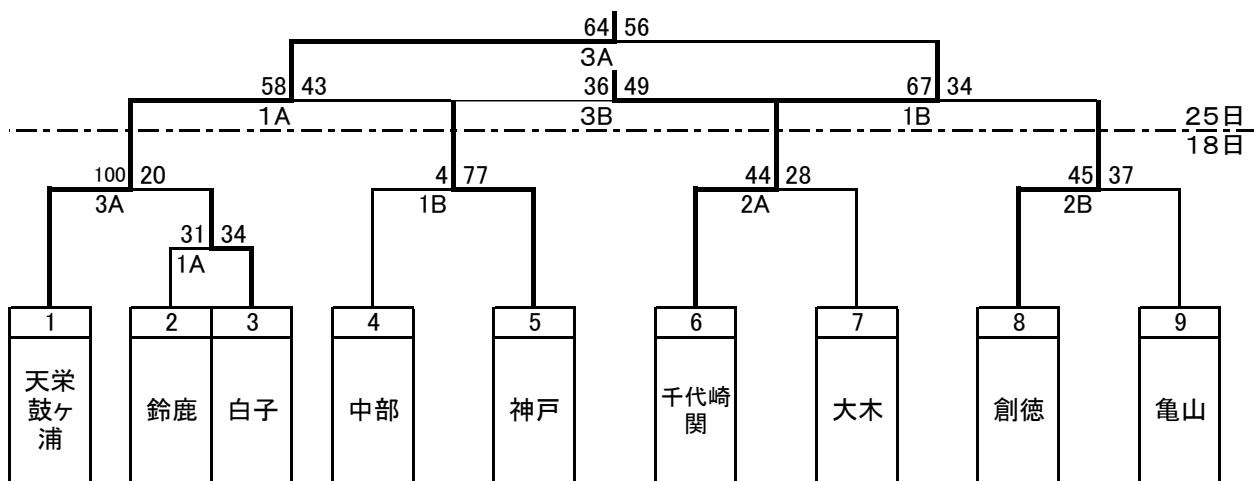 64 56
3A
58 43 36 49 67 34
1A 3B 1B
25日
18日
100 20 4 77 44 28 45 37
3A 1B 2A 2B
31 34
1A
1 2 3 4 5 6 7 8 9
天栄
鼓ヶ
浦
鈴鹿
白子
中部
神戸
千代崎
関
大木
創徳
亀山